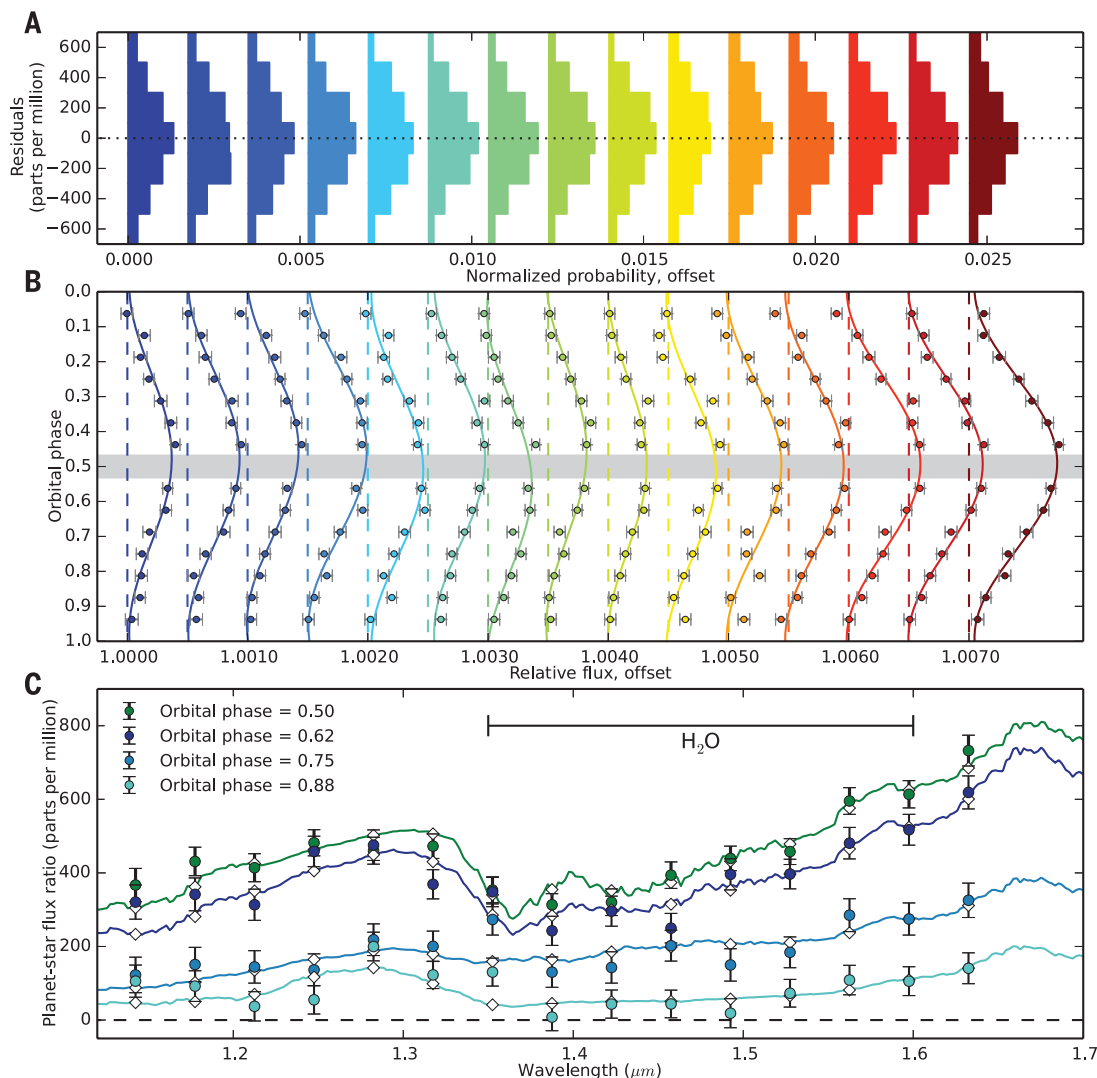 A
600
400
200
0
−200
−400
−600
Residuals
(parts per million)
0.000 0.005 0.010 0.015 0.020 0.025
Normalized probability, offset
B
0.0
0.1
0.2
0.3
0.4
0.5
0.6
0.7
0.8
0.9
1.0
Orbital phase
1.0000 1.0010 1.0020 1.0030 1.0040 1.0050 1.0060 1.0070
Relative flux, offset
C
Orbital phase = 0.50
Orbital phase = 0.62
Orbital phase = 0.75
Orbital phase = 0.88
H₂O
800
600
400
200
0
Planet-star flux ratio (parts per million)
1.2 1.3 1.4 1.5 1.6 1.7
Wavelength (μm)